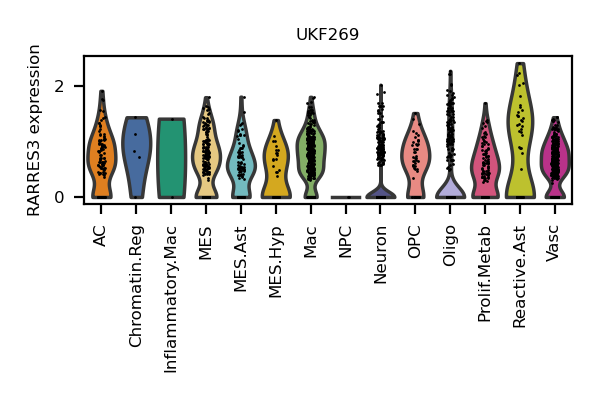 UKF269
RARRES3 expression
2
0
AC
Chromatin.Reg
Inflammatory.Mac
MES
MES.Ast
MES.Hyp
Mac
NPC
Neuron
OPC
Oligo
Prolif.Metab
Reactive.Ast
Vasc